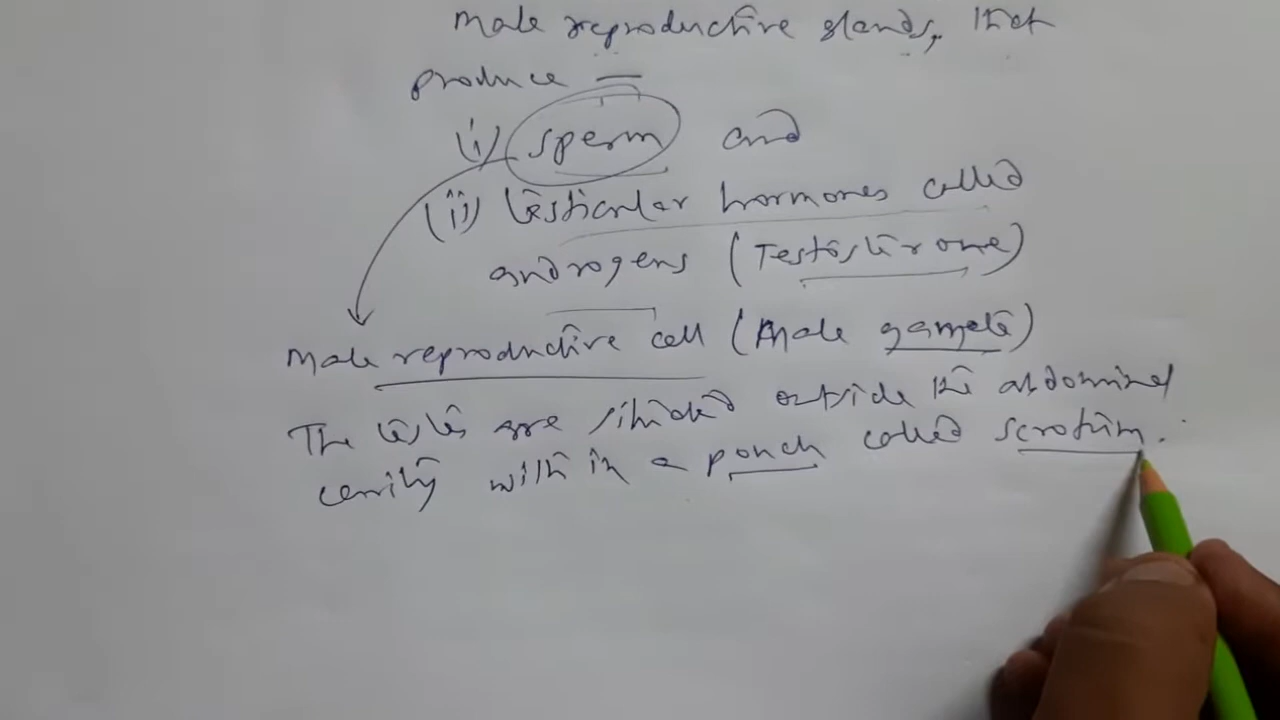 Male reproductive glands, that
produce =
(i) sperm and
(ii) testicular hormones called
androgens (Testosterone)
Male reproductive cell (Male gamete)
The testes are situated outside the abdominal
cavity with in a pouch called scrotum.